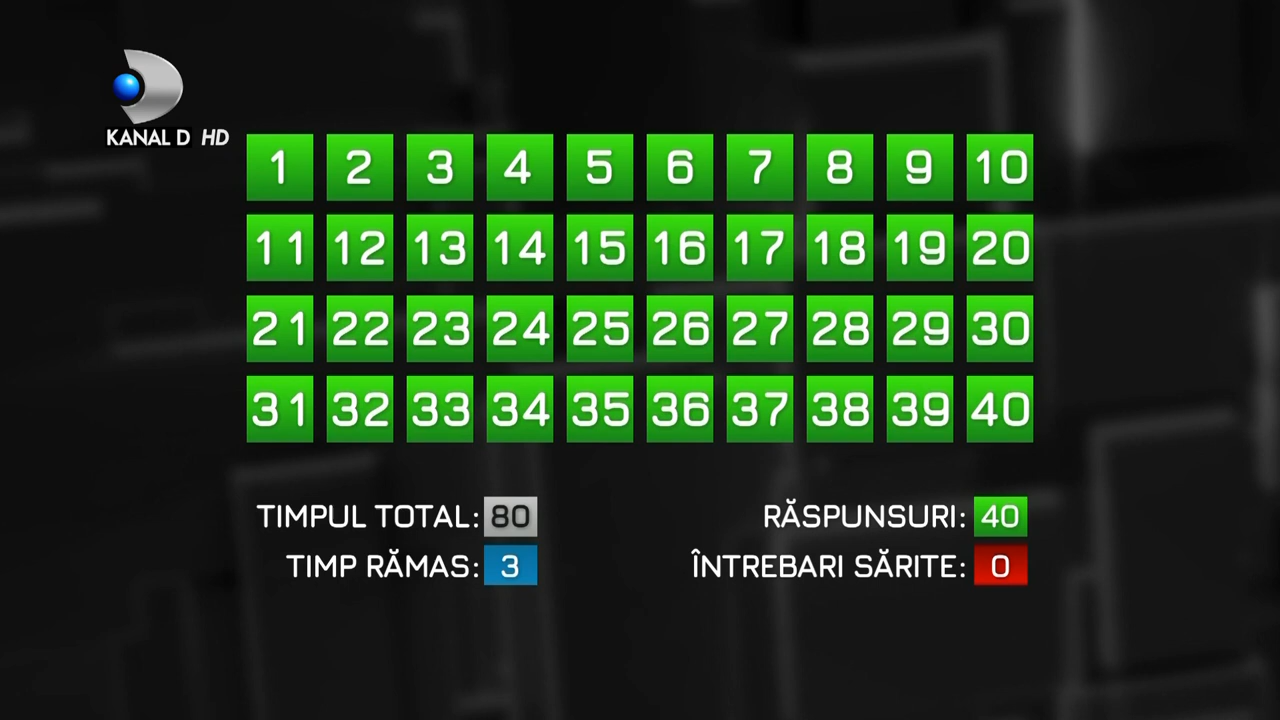 KANAL D HD
1 2 3 4 5 6 7 8 9 10
11 12 13 14 15 16 17 18 19 20
21 22 23 24 25 26 27 28 29 30
31 32 33 34 35 36 37 38 39 40
TIMPUL TOTAL: 80
TIMP RĂMAS: 3
RĂSPUNSURI: 40
ÎNTREBARI SĂRITE: 0